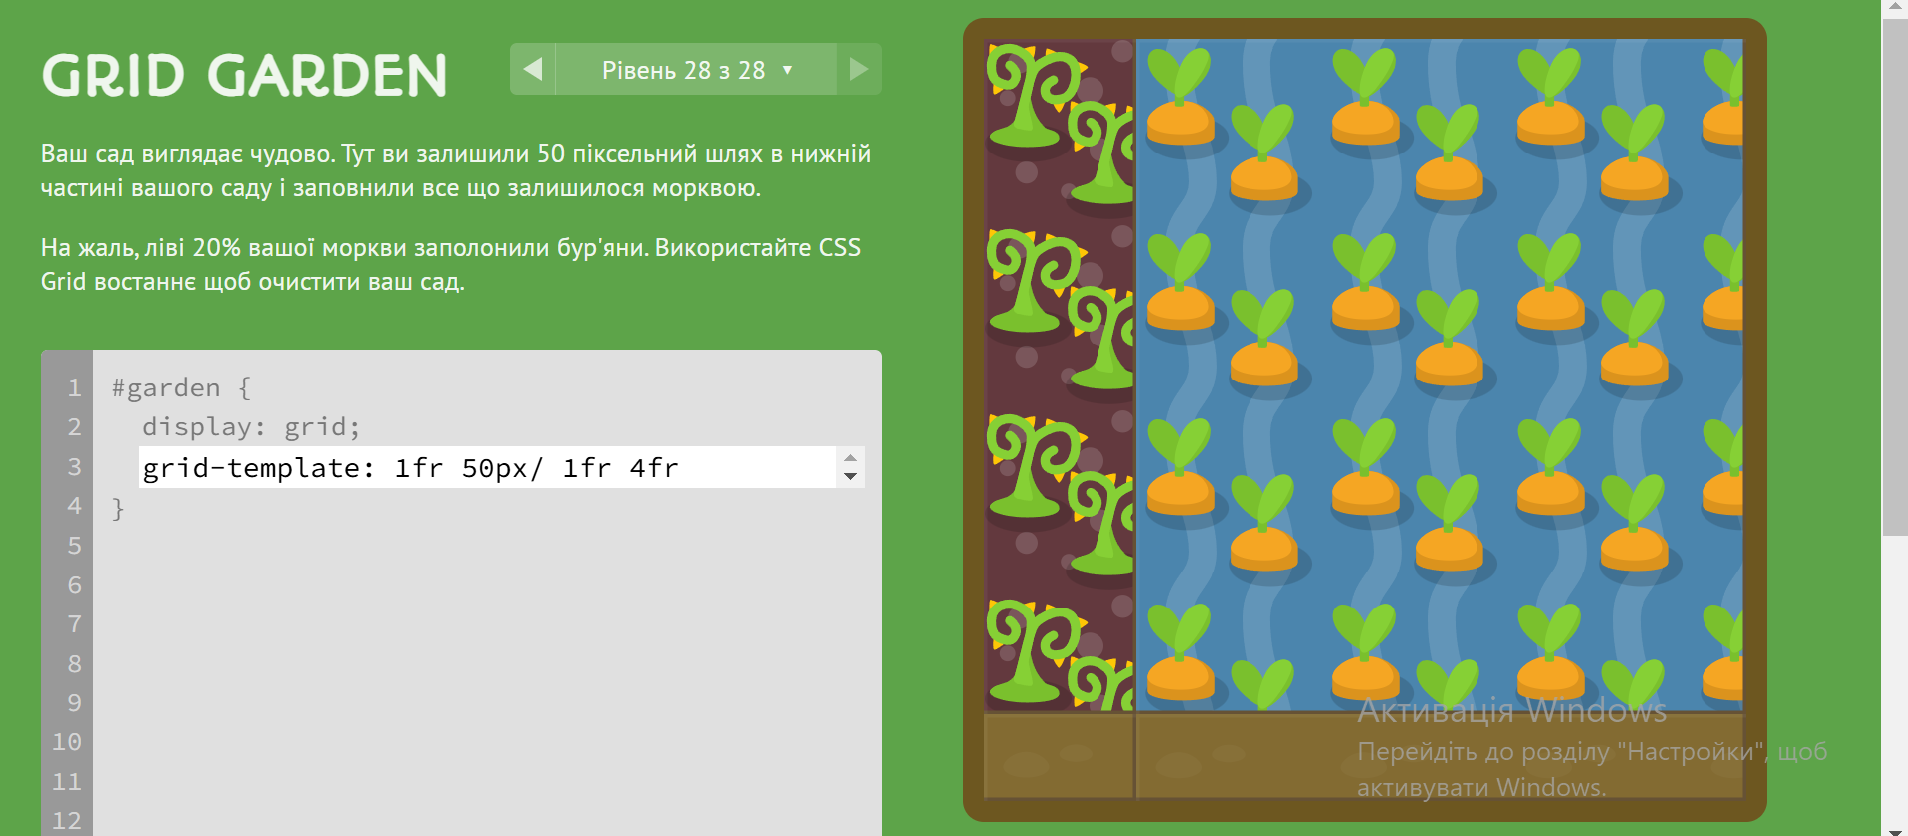 GRID GARDEN
Рівень 28 з 28
Ваш сад виглядає чудово. Тут ви залишили 50 піксельний шлях в нижній
частині вашого саду і заповнили все що залишилося морквою.
На жаль, ліві 20% вашої моркви заполонили бур'яни. Використайте CSS
Grid востаннє щоб очистити ваш сад.
1 #garden {
2 display: grid;
3 grid-template: 1fr 50px/ 1fr 4fr
4 }
5
6
7
8
9
10
11
12
Активація Windows
Перейдіть до розділу "Настройки", щоб
активувати Windows.